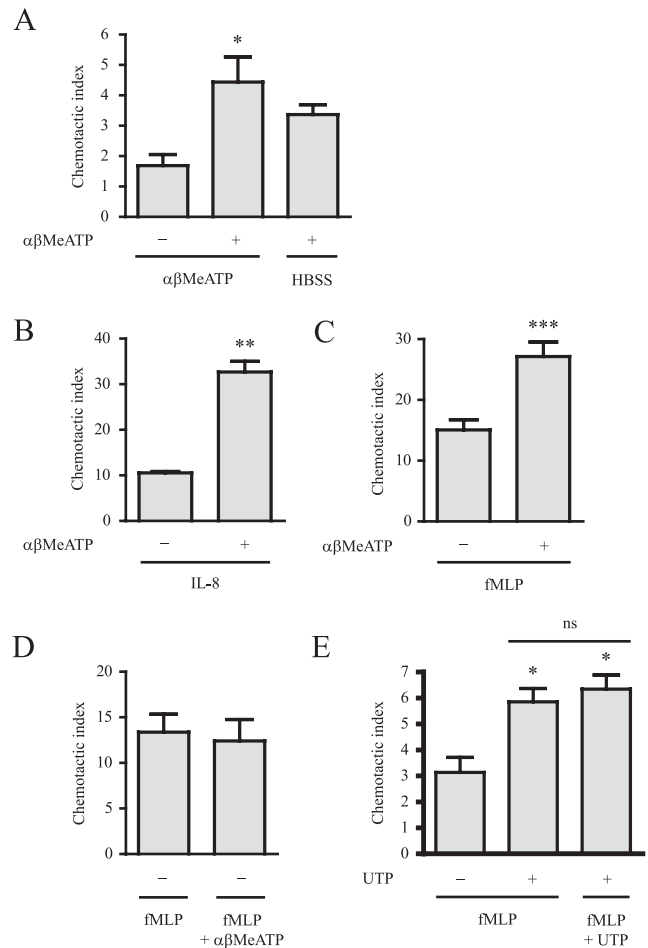 A
Chemotactic index
6
5
4
3
2
1
0
*
αβMeATP
– + +
αβMeATP HBSS
B
Chemotactic index
40
30
20
10
0
**
αβMeATP
– +
IL-8
C
Chemotactic index
30
20
10
0
***
αβMeATP
– +
fMLP
D
Chemotactic index
20
15
10
5
0
– –
fMLP fMLP
+ αβMeATP
E
Chemotactic index
ns
7
6
5
4
3
2
1
0
* *
UTP
– + +
fMLP fMLP
+ UTP